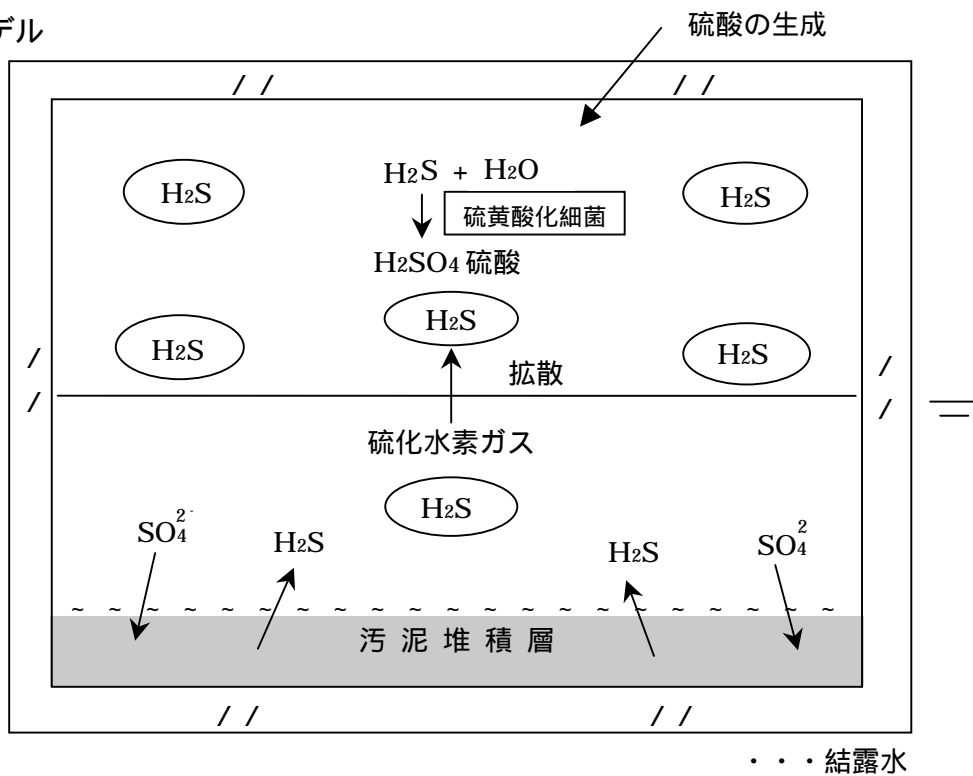 デル
硫酸の生成
H2S + H2O
硫黄酸化細菌
H2SO4 硫酸
H2S
H2S
H2S
H2S
H2S
拡散
硫化水素ガス
H2S
SO4 2-
H2S
H2S
SO4 2
~ ~ ~ ~ ~ ~ ~ ~ ~ ~ ~ ~ ~ ~ ~ ~ ~ ~ ~ ~ ~
汚 泥 堆 積 層
・・・結露水